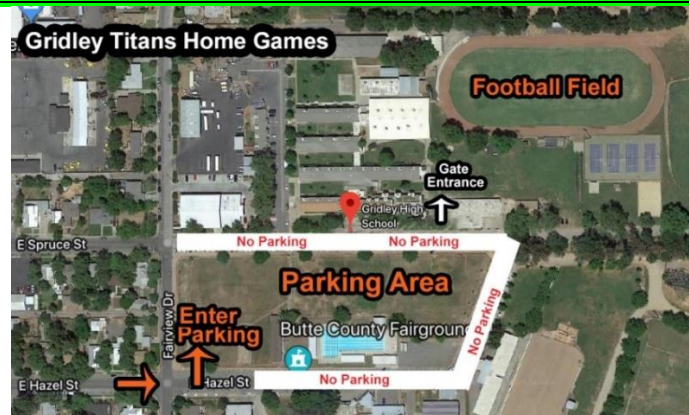 Gridley Titans Home Games
Football Field
Gate
Entrance
Gridley High
School
E Spruce St
No Parking
No Parking
Parking Area
No Parking
Fairview Dr
Enter
Parking
Butte County Fairgroun
E Hazel St
Hazel St
No Parking